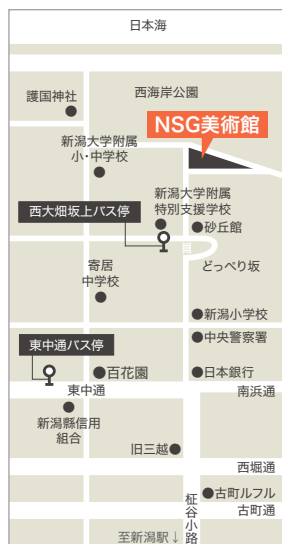 日本海
護国神社
西海岸公園
NSG美術館
新潟大学附属
小・中学校
新潟大学附属
特別支援学校
西大畑坂上バス停
砂丘館
どっぺり坂
寄居
中学校
新潟小学校
中央警察署
東中通バス停
百花園
日本銀行
東中通
南浜通
新潟縣信用
組合
旧三越
西堀通
古町ルフル
古町通
柾谷小路
至新潟駅↓